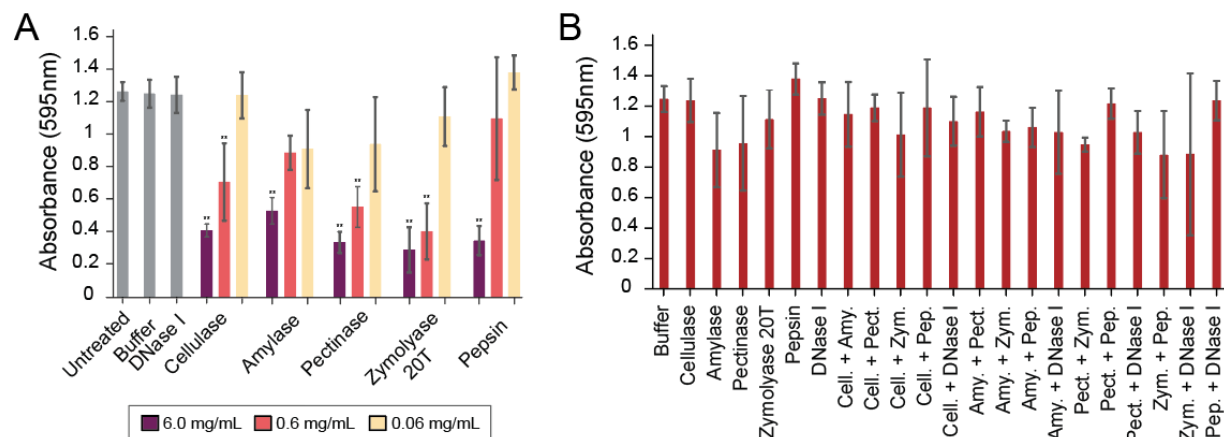 A
Absorbance (595nm)
1.6
1.4
1.2
1
0.8
0.6
0.4
0.2
0
"
"
"
"
"
"
"
"
Untreated
Buffer
DNase I
Cellulase
Amylase
Pectinase
Zymolyase
20T
Pepsin
6.0 mg/mL
0.6 mg/mL
0.06 mg/mL
B
Absorbance (595nm)
1.6
1.4
1.2
1
0.8
0.6
0.4
0.2
0
Buffer
Cellulase
Amylase
Pectinase
Zymolyase 20T
Pepsin
DNase I
Cell. + Amy.
Cell. + Pect.
Cell. + Zym.
Cell. + Pep.
Cell. + DNase I
Amy. + Pect.
Amy. + Zym.
Amy. + Pep.
Amy. + DNase I
Pect. + Zym.
Pect. + Pep.
Pect. + DNase I
Zym. + Pep.
Zym. + DNase I
Pep. + DNase I